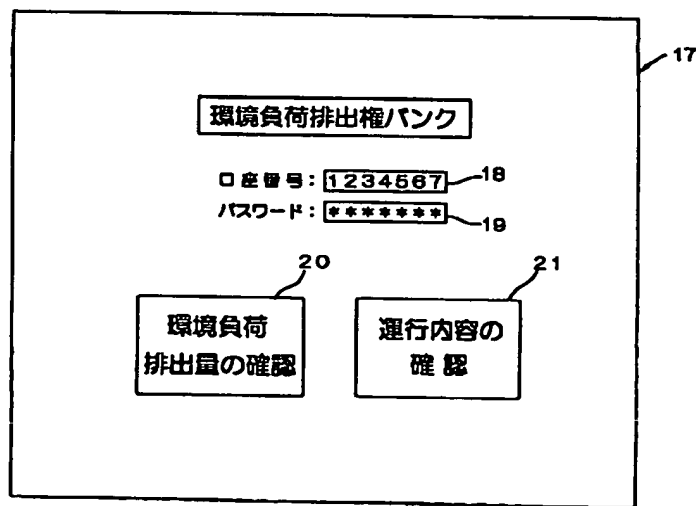 17
環境負荷排出権バンク
口座番号：1234567 18
パスワード：******* 19
20 21
環境負荷
排出量の確認
運行内容の
確認